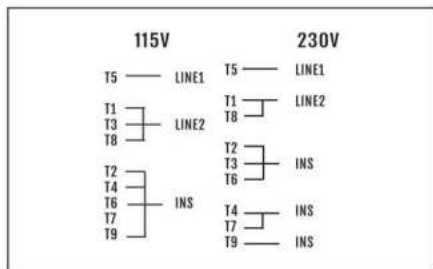 115V
T5 LINE1
T1
T3 LINE2
T8
T2
T4
T6 INS
T7
T9
230V
T5 LINE1
T1 LINE2
T8
T2
T3 INS
T6
T4 INS
T7
T9 INS